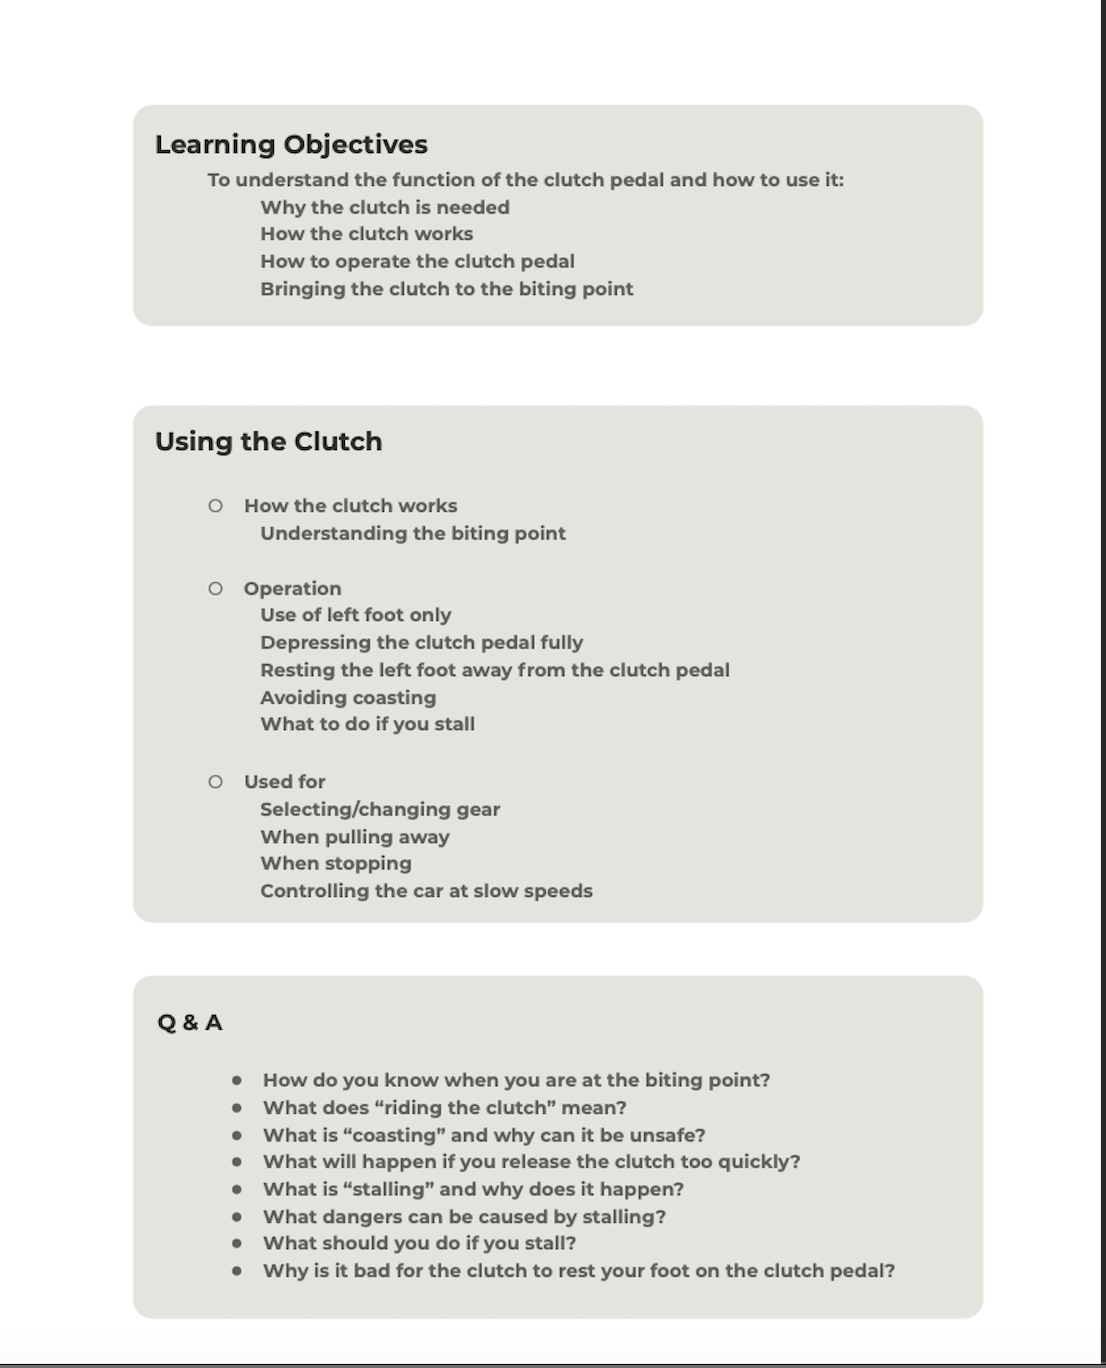 Learning Objectives
To understand the function of the clutch pedal and how to use it:
Why the clutch is needed
How the clutch works
How to operate the clutch pedal
Bringing the clutch to the biting point
Using the Clutch
○ How the clutch works
Understanding the biting point
○ Operation
Use of left foot only
Depressing the clutch pedal fully
Resting the left foot away from the clutch pedal
Avoiding coasting
What to do if you stall
○ Used for
Selecting/changing gear
When pulling away
When stopping
Controlling the car at slow speeds
Q & A
● How do you know when you are at the biting point?
● What does “riding the clutch” mean?
● What is “coasting” and why can it be unsafe?
● What will happen if you release the clutch too quickly?
● What is “stalling” and why does it happen?
● What dangers can be caused by stalling?
● What should you do if you stall?
● Why is it bad for the clutch to rest your foot on the clutch pedal?